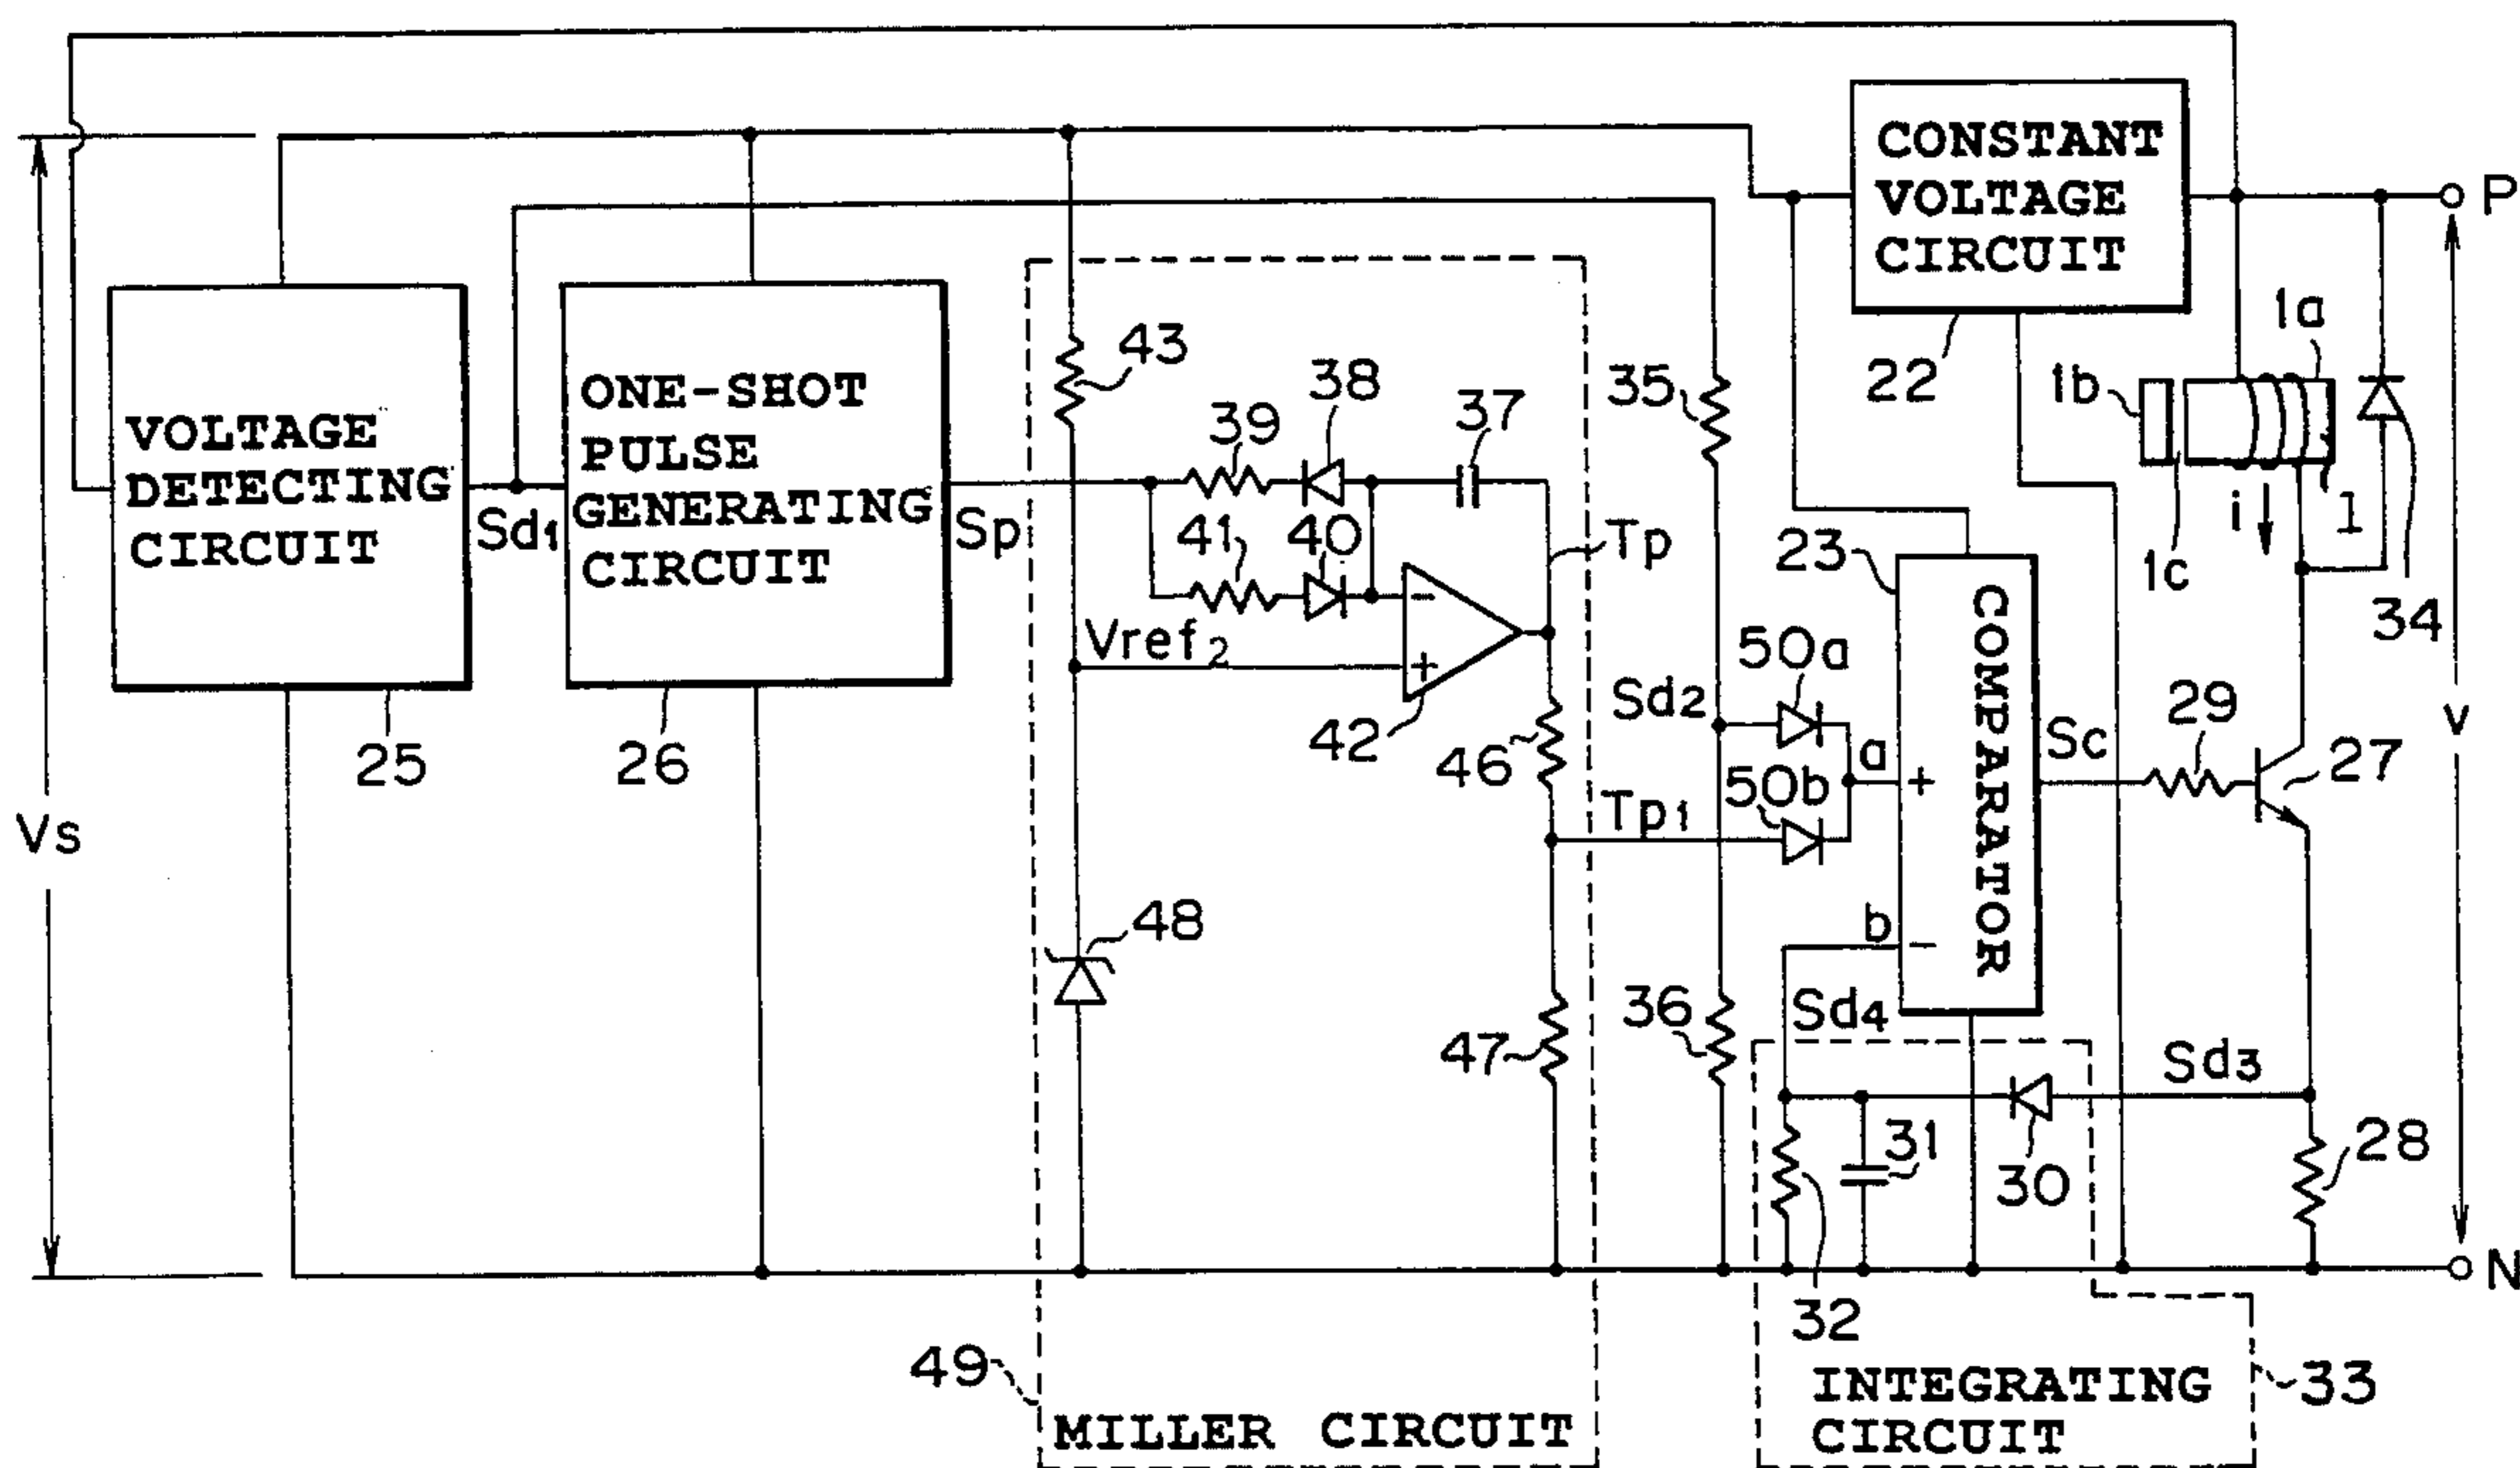 CONSTANT
VOLTAGE
CIRCUIT
P
22
1a
1b
1c
i
1
34
43
38
37
39
35
ONE-SHOT
PULSE
GENERATING
CIRCUIT
VOLTAGE
DETECTING
CIRCUIT
Sd1
Sp
41
40
Tp
23
COMPARATOR
Vref2
−
+
42
50a
Sd2
46
a
50b
+
Sc
29
27
v
25
26
Vs
Tp1
48
b
−
36
Sd4
47
Sd3
31
30
28
32
N
49
MILLER CIRCUIT
INTEGRATING
CIRCUIT
33